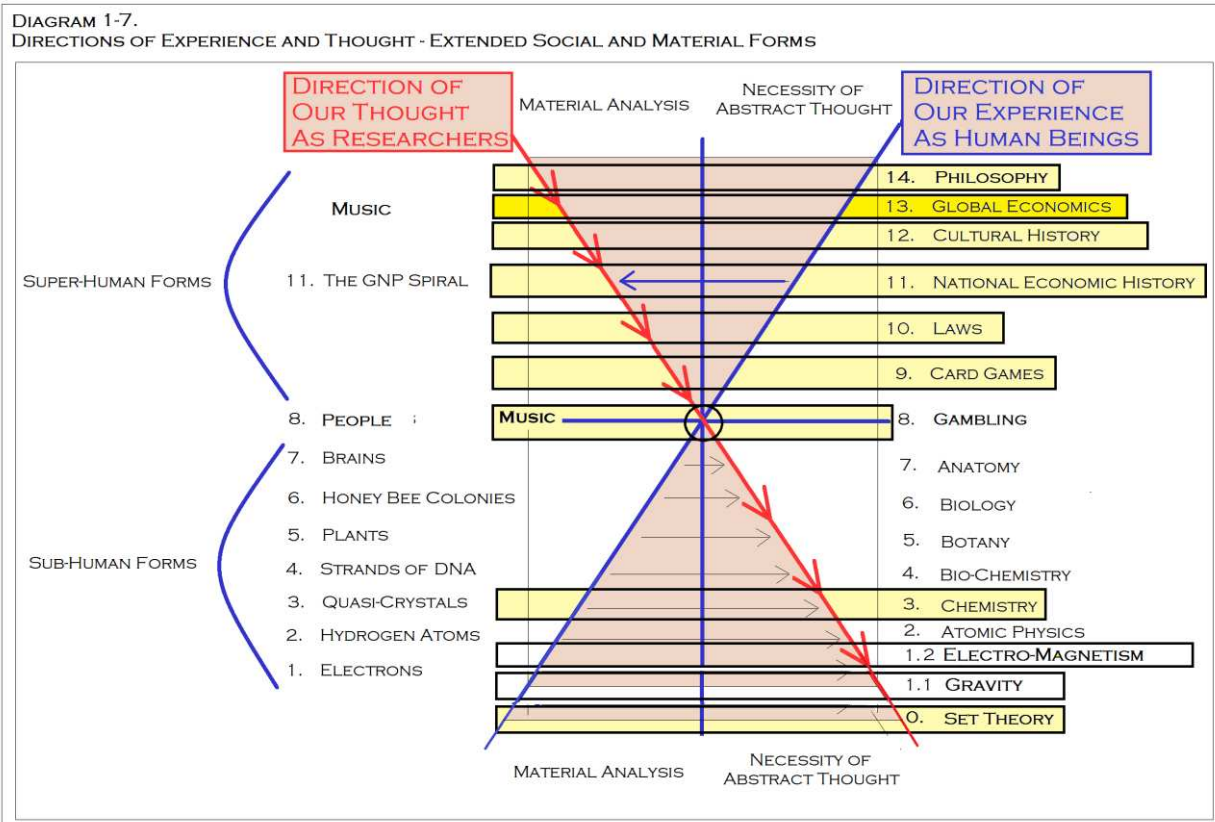 DIAGRAM 1-7.
DIRECTIONS OF EXPERIENCE AND THOUGHT - EXTENDED SOCIAL AND MATERIAL FORMS
DIRECTION OF
OUR THOUGHT
AS RESEARCHERS
MATERIAL ANALYSIS
NECESSITY OF
ABSTRACT THOUGHT
DIRECTION OF
OUR EXPERIENCE
AS HUMAN BEINGS
14. PHILOSOPHY
MUSIC
13. GLOBAL ECONOMICS
12. CULTURAL HISTORY
SUPER-HUMAN FORMS
11. THE GNP SPIRAL
11. NATIONAL ECONOMIC HISTORY
10. LAWS
9. CARD GAMES
8. PEOPLE ;
MUSIC
8. GAMBLING
7. BRAINS
7. ANATOMY
6. HONEY BEE COLONIES
6. BIOLOGY
5. PLANTS
5. BOTANY
SUB-HUMAN FORMS
4. STRANDS OF DNA
4. BIO-CHEMISTRY
3. QUASI-CRYSTALS
3. CHEMISTRY
2. HYDROGEN ATOMS
2. ATOMIC PHYSICS
1.2 ELECTRO-MAGNETISM
1. ELECTRONS
1.1 GRAVITY
0. SET THEORY
MATERIAL ANALYSIS
NECESSITY OF
ABSTRACT THOUGHT